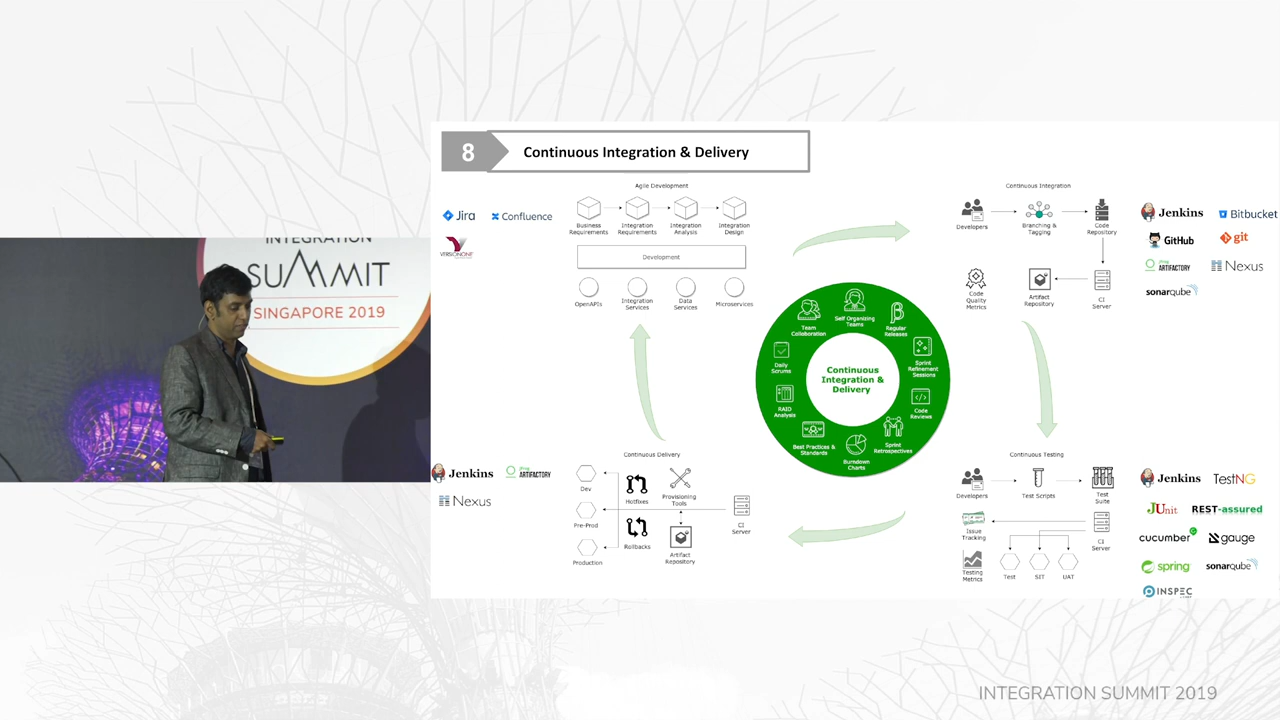 8
Continuous Integration & Delivery
Agile Development
Jira
Confluence
VERSIONONE
Business
Requirements
Integration
Requirements
Integration
Analysis
Integration
Design
Development
OpenAPIs
Integration
Services
Data
Services
Microservices
Continuous Integration
Developers
Branching &
Tagging
Code
Repository
Code
Quality
Metrics
Artifact
Repository
CI
Server
Jenkins
Bitbucket
GitHub
git
ARTIFACTORY
Nexus
sonarqube
INTEGRATION
SUMMIT
SINGAPORE 2019
Team
Collaboration
Self Organizing
Teams
Regular
Releases
Daily
Scrums
Sprint
Refinement
Sessions
Continuous
Integration &
Delivery
RAID
Analysis
Code
Reviews
Best Practices &
Standards
Burndown
Charts
Sprint
Retrospectives
Continuous Delivery
Jenkins
ARTIFACTORY
Nexus
Dev
Hotfixes
Provisioning
Tools
Pre-Prod
CI
Server
Production
Rollbacks
Artifact
Repository
Continuous Testing
Developers
Test Scripts
Test
Suite
Issue
Tracking
CI
Server
Testing
Metrics
Test
SIT
UAT
Jenkins
TestNG
JUnit
REST-assured
cucumber
gauge
spring
sonarqube
INSPEC
INTEGRATION SUMMIT 2019